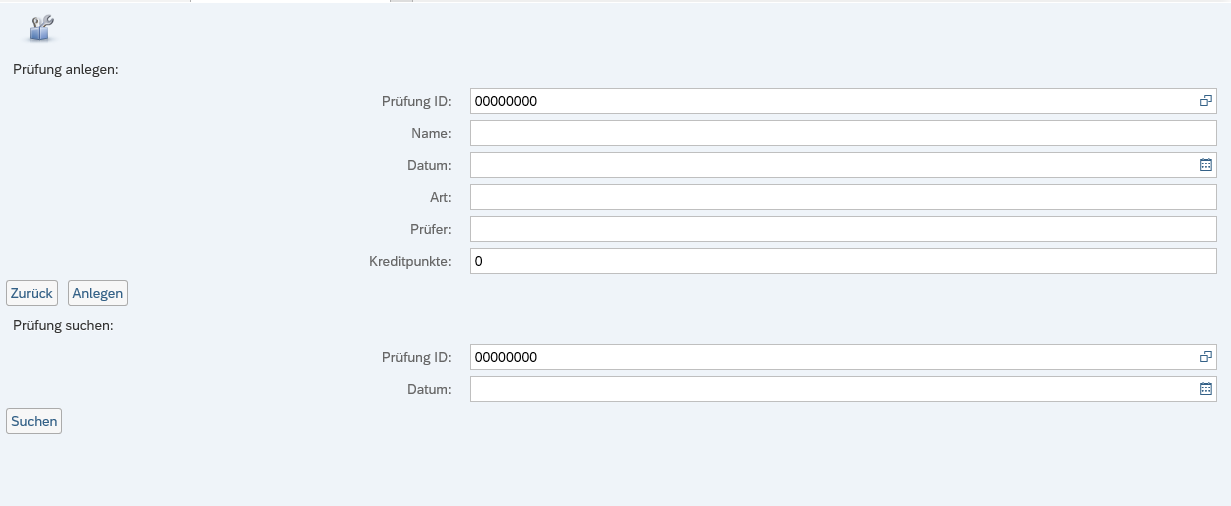 Prüfung anlegen:
Prüfung ID: 00000000
Name:
Datum:
Art:
Prüfer:
Kreditpunkte: 0
Zurück Anlegen
Prüfung suchen:
Prüfung ID: 00000000
Datum:
Suchen